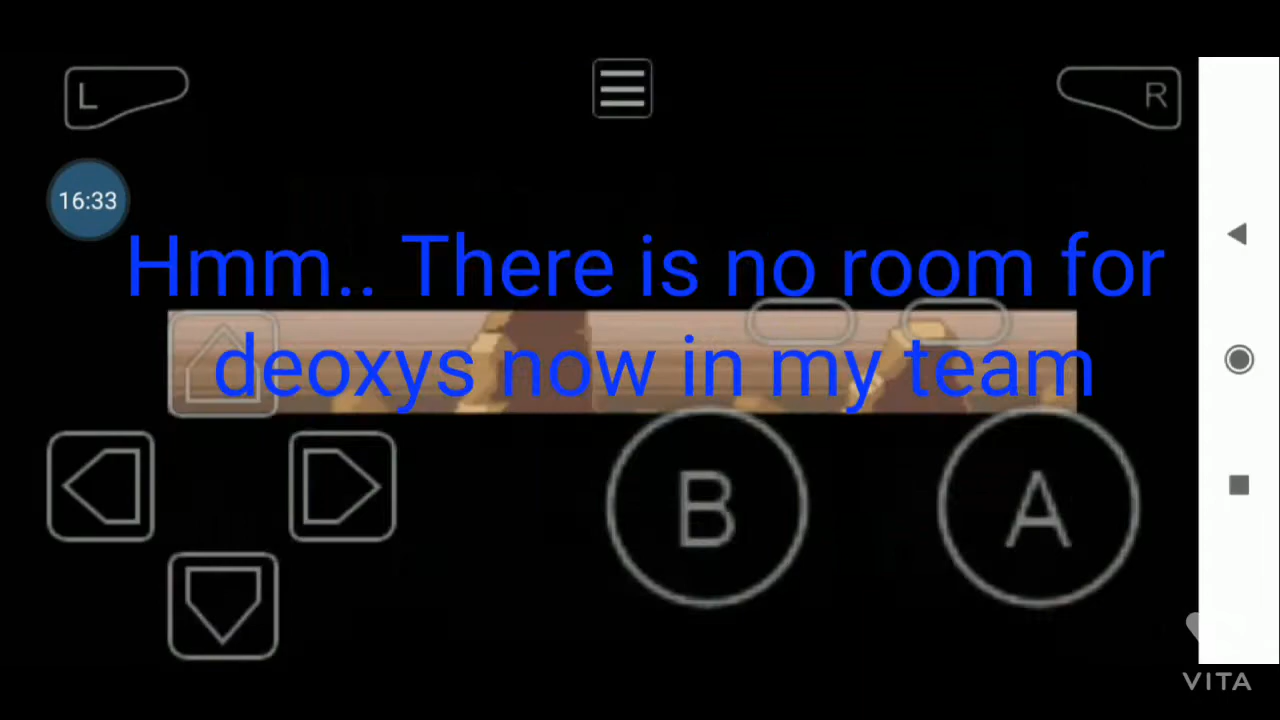 L
R
16:33
Hmm.. There is no room for
deoxys now in my team
B
A
VITA